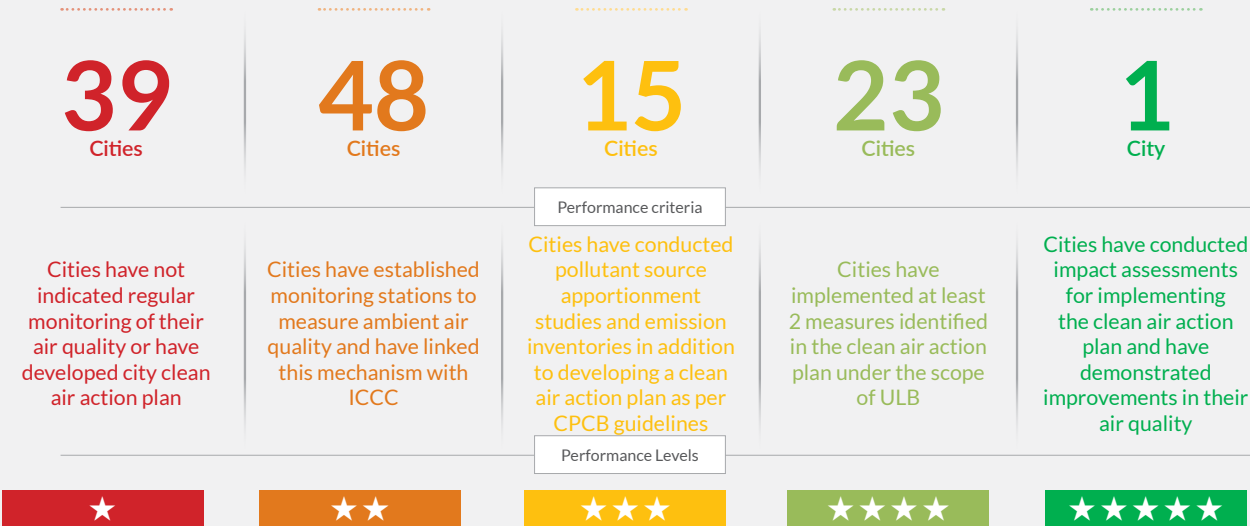 39
Cities
48
Cities
15
Cities
23
Cities
1
City
Performance criteria
Cities have not
indicated regular
monitoring of their
air quality or have
developed city clean
air action plan
Cities have established
monitoring stations to
measure ambient air
quality and have linked
this mechanism with
ICCC
Cities have conducted
pollutant source
apportionment
studies and emission
inventories in addition
to developing a clean
air action plan as per
CPCB guidelines
Cities have
implemented at least
2 measures identified
in the clean air action
plan under the scope
of ULB
Cities have conducted
impact assessments
for implementing
the clean air action
plan and have
demonstrated
improvements in their
air quality
Performance Levels